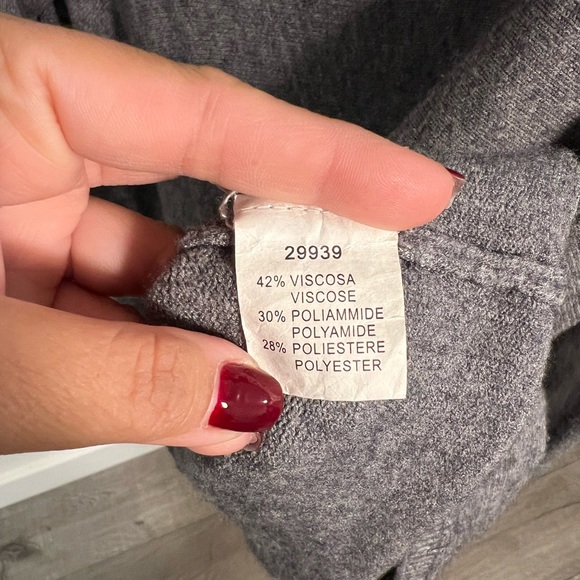 29939
42% VISCOSA
VISCOSE
30% POLIAMMIDE
POLYAMIDE
28% POLIESTERE
POLYESTER